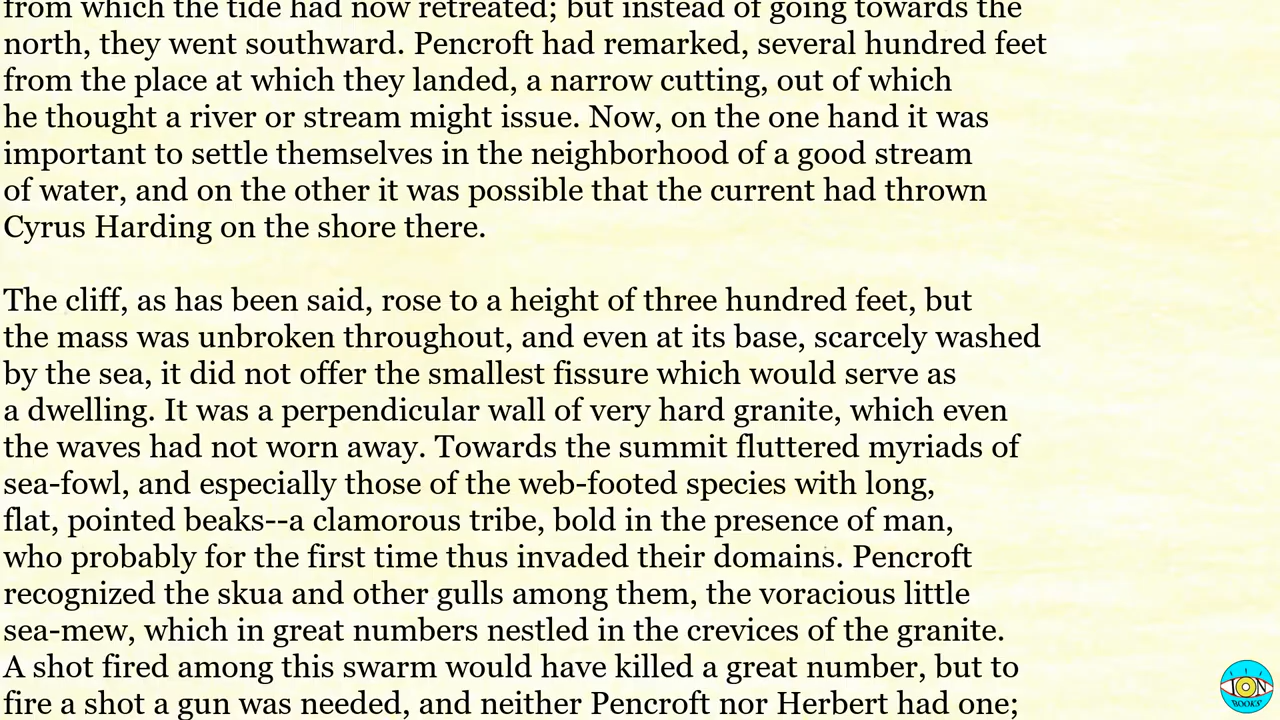 from which the tide had now retreated; but instead of going towards the
north, they went southward. Pencroft had remarked, several hundred feet
from the place at which they landed, a narrow cutting, out of which
he thought a river or stream might issue. Now, on the one hand it was
important to settle themselves in the neighborhood of a good stream
of water, and on the other it was possible that the current had thrown
Cyrus Harding on the shore there.

The cliff, as has been said, rose to a height of three hundred feet, but
the mass was unbroken throughout, and even at its base, scarcely washed
by the sea, it did not offer the smallest fissure which would serve as
a dwelling. It was a perpendicular wall of very hard granite, which even
the waves had not worn away. Towards the summit fluttered myriads of
sea-fowl, and especially those of the web-footed species with long,
flat, pointed beaks--a clamorous tribe, bold in the presence of man,
who probably for the first time thus invaded their domains. Pencroft
recognized the skua and other gulls among them, the voracious little
sea-mew, which in great numbers nestled in the crevices of the granite.
A shot fired among this swarm would have killed a great number, but to
fire a shot a gun was needed, and neither Pencroft nor Herbert had one;
ION
BOOKS